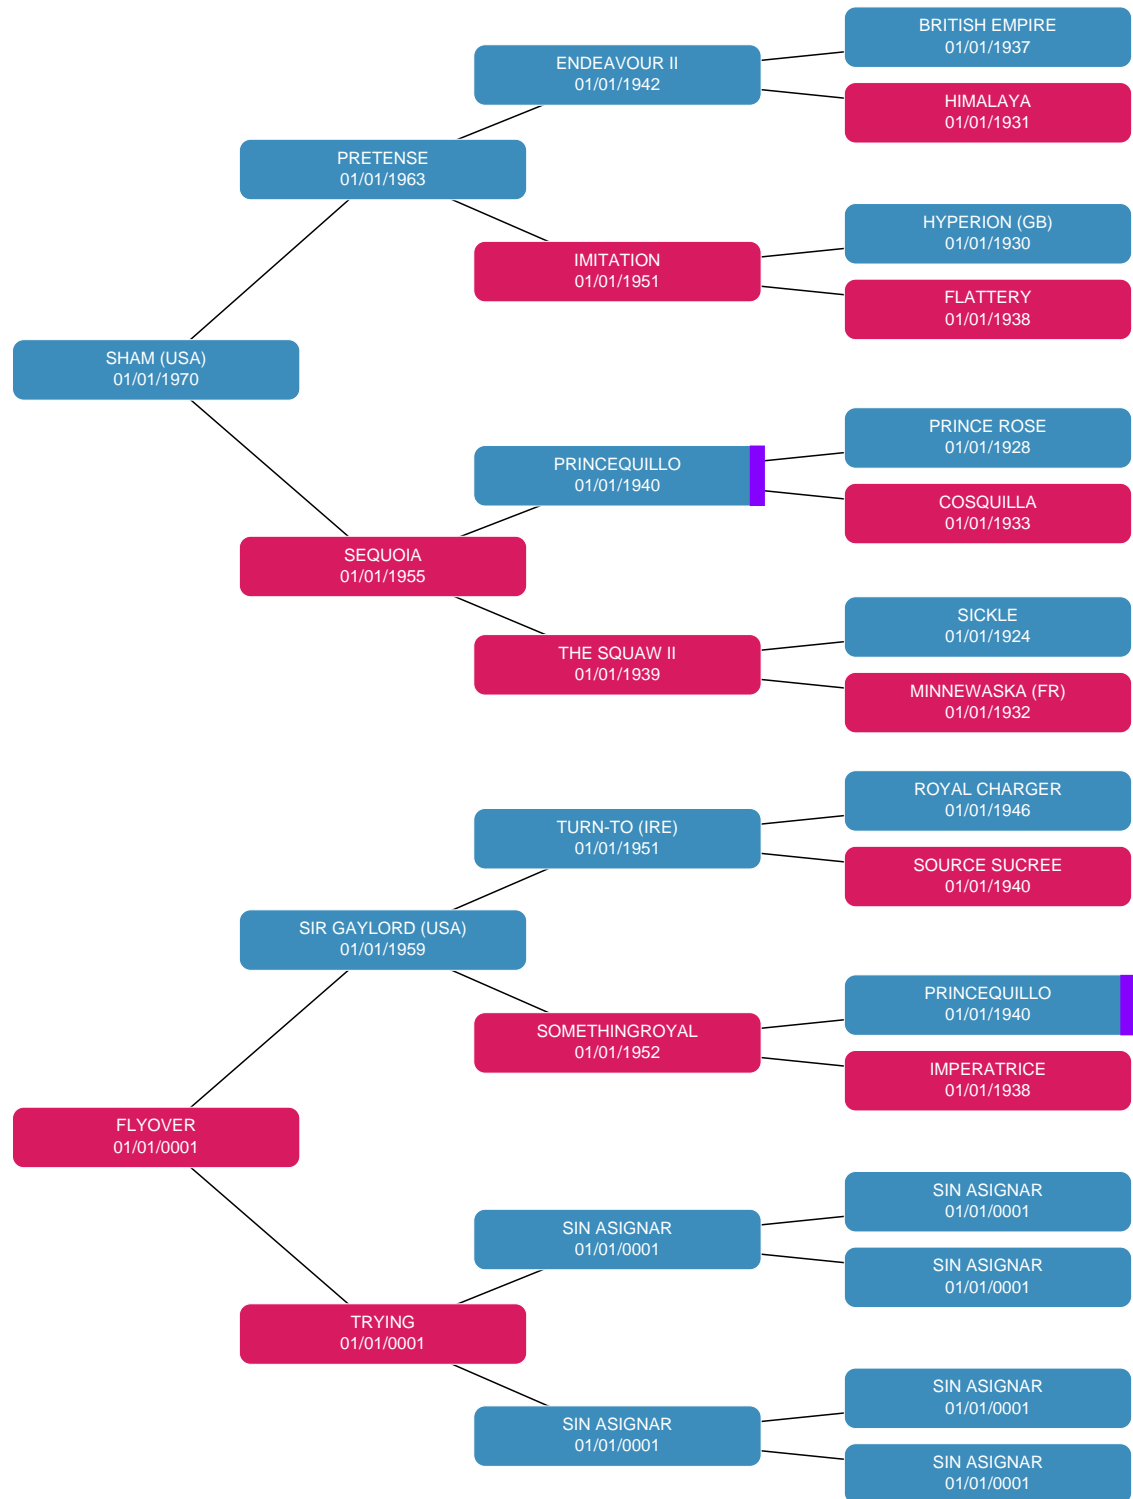 BRITISH EMPIRE
01/01/1937
ENDEAVOUR II
01/01/1942
HIMALAYA
01/01/1931
PRETENSE
01/01/1963
HYPERION (GB)
01/01/1930
IMITATION
01/01/1951
FLATTERY
01/01/1938
SHAM (USA)
01/01/1970
PRINCE ROSE
01/01/1928
PRINCEQUILLO
01/01/1940
COSQUILLA
01/01/1933
SEQUOIA
01/01/1955
SICKLE
01/01/1924
THE SQUAW II
01/01/1939
MINNEWASKA (FR)
01/01/1932
ROYAL CHARGER
01/01/1946
TURN-TO (IRE)
01/01/1951
SOURCE SUCREE
01/01/1940
SIR GAYLORD (USA)
01/01/1959
PRINCEQUILLO
01/01/1940
SOMETHINGROYAL
01/01/1952
IMPERATRICE
01/01/1938
FLYOVER
01/01/0001
SIN ASIGNAR
01/01/0001
SIN ASIGNAR
01/01/0001
SIN ASIGNAR
01/01/0001
TRYING
01/01/0001
SIN ASIGNAR
01/01/0001
SIN ASIGNAR
01/01/0001
SIN ASIGNAR
01/01/0001